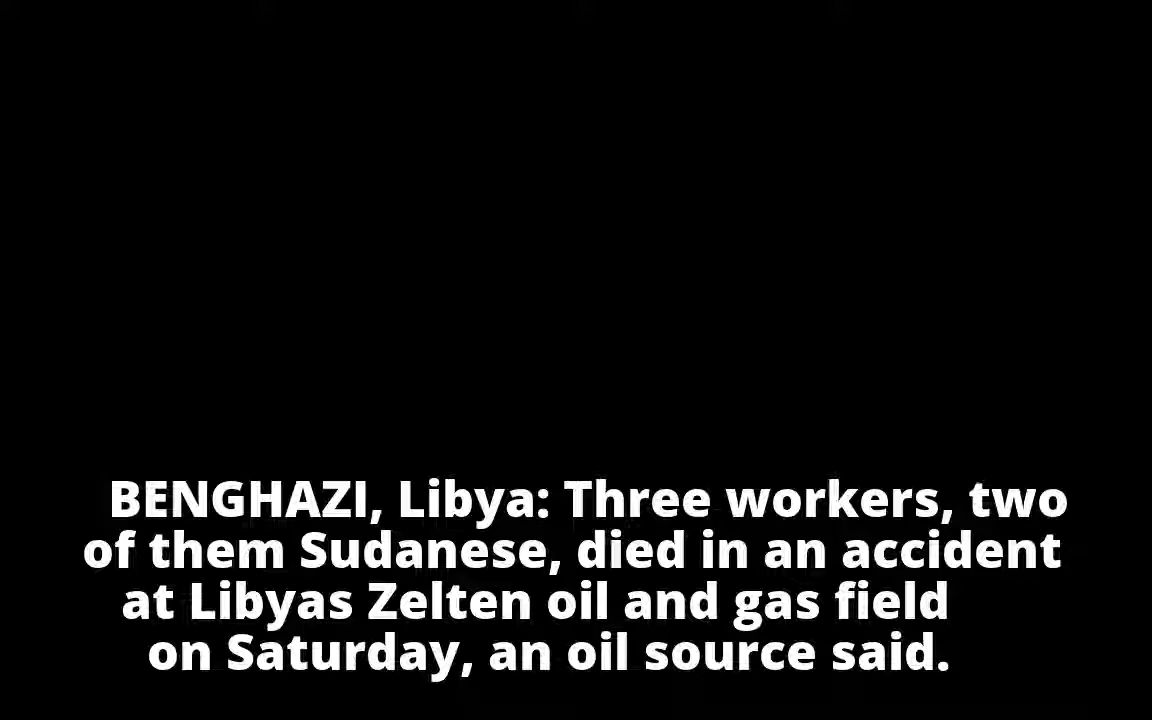 BENGHAZI, Libya: Three workers, two
of them Sudanese, died in an accident
at Libyas Zelten oil and gas field
on Saturday, an oil source said.